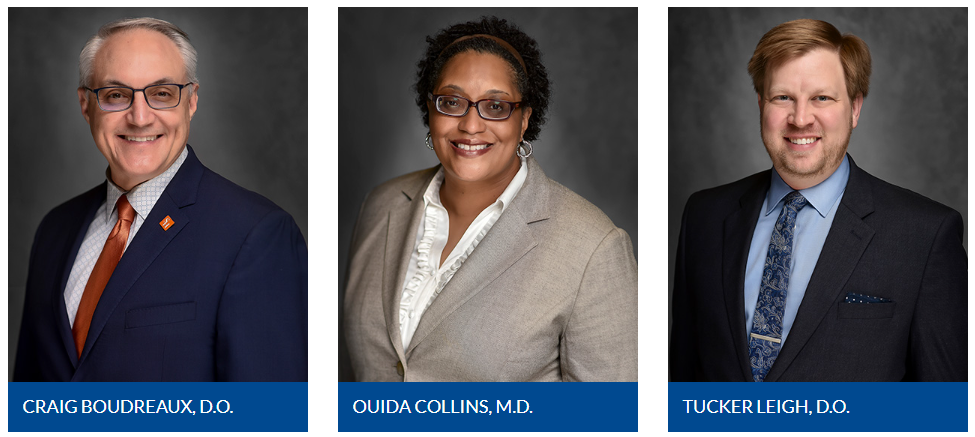 CRAIG BOUDREAUX, D.O.
OUIDA COLLINS, M.D.
TUCKER LEIGH, D.O.